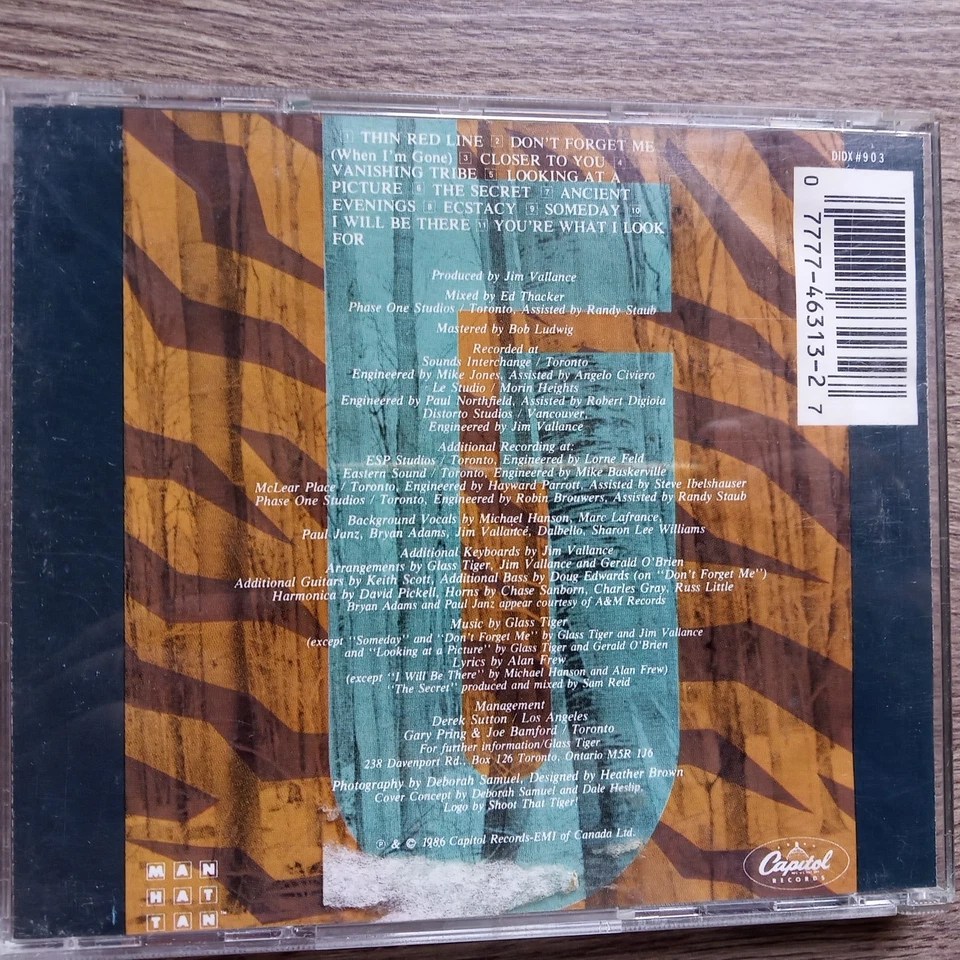 1 THIN RED LINE 2 DON'T FORGET ME
(When I'm Gone) 3 CLOSER TO YOU 4
VANISHING TRIBE 5 LOOKING AT A
PICTURE 6 THE SECRET 7 ANCIENT
EVENINGS 8 ECSTACY 9 SOMEDAY 10
I WILL BE THERE 11 YOU'RE WHAT I LOOK
FOR
DIDX#903
0 77777-46313-2 7
Produced by Jim Vallance
Mixed by Ed Thacker
Phase One Studios / Toronto, Assisted by Randy Staub
Mastered by Bob Ludwig
Recorded at
Sounds Interchange / Toronto
Engineered by Mike Jones, Assisted by Angelo Civiero
Le Studio / Morin Heights
Engineered by Paul Northfield, Assisted by Robert Digioia
Distorto Studios / Vancouver,
Engineered by Jim Vallance
Additional Recording at:
ESP Studios / Toronto, Engineered by Lorne Feld
Eastern Sound / Toronto, Engineered by Mike Baskerville
McLear Place / Toronto, Engineered by Hayward Parrott, Assisted by Steve Ibelshauser
Phase One Studios / Toronto, Engineered by Robin Brouwers, Assisted by Randy Staub
Background Vocals by Michael Hanson, Marc Lafrance,
Paul Janz, Bryan Adams, Jim Vallance, Dalbello, Sharon Lee Williams
Additional Keyboards by Jim Vallance
Arrangements by Glass Tiger, Jim Vallance and Gerald O'Brien
Additional Guitars by Keith Scott, Additional Bass by Doug Edwards (on "Don't Forget Me")
Harmonica by David Pickell, Horns by Chase Sanborn, Charles Gray, Russ Little
Bryan Adams and Paul Janz appear courtesy of A&M Records
Music by Glass Tiger
(except "Someday" and "Don't Forget Me" by Glass Tiger and Jim Vallance
and "Looking at a Picture" by Glass Tiger and Gerald O'Brien
Lyrics by Alan Frew
(except "I Will Be There" by Michael Hanson and Alan Frew)
"The Secret" produced and mixed by Sam Reid
Management
Derek Sutton / Los Angeles
Gary Pring & Joe Bamford / Toronto
For further information/Glass Tiger
238 Davenport Rd., Box 126 Toronto, Ontario M5R 1J6
Photography by Deborah Samuel, Designed by Heather Brown
Cover Concept by Deborah Samuel and Dale Heslip.
Logo by Shoot That Tiger!
℗ & © 1986 Capitol Records-EMI of Canada Ltd.
MAN
HAT
TAN™
Capitol
RECORDS